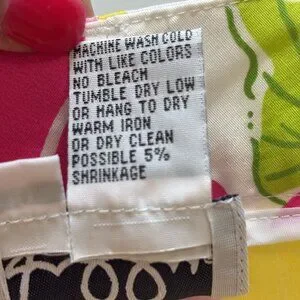 MACHINE WASH COLD
WITH LIKE COLORS
NO BLEACH
TUMBLE DRY LOW
OR HANG TO DRY
WARM IRON
OR DRY CLEAN
POSSIBLE 5%
SHRINKAGE